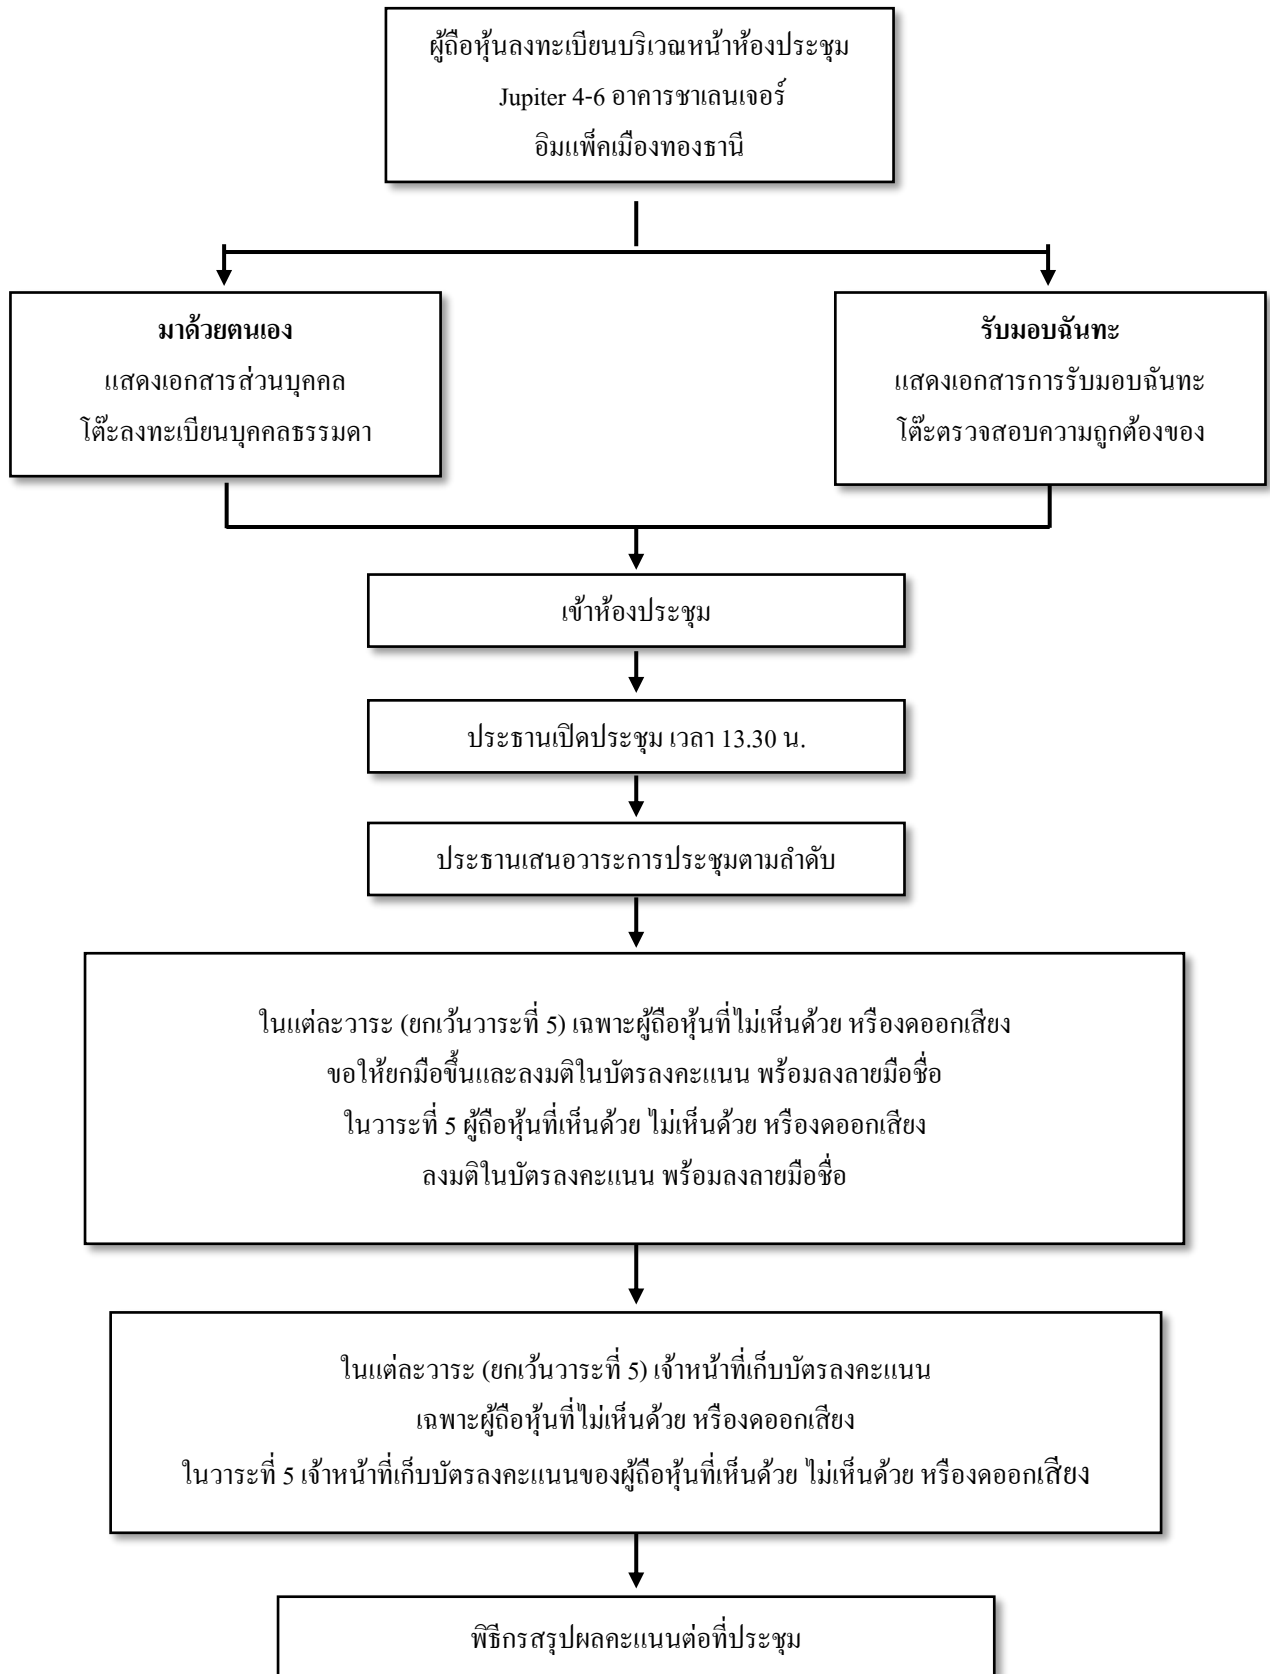 ผู้ถือหุ้นลงทะเบียนบริเวณหน้าห้องประชุม
Jupiter 4-6 อาคารชาเลนเจอร์
อิมแพ็คเมืองทองธานี
มาด้วยตนเอง
แสดงเอกสารส่วนบุคคล
โต๊ะลงทะเบียนบุคคลธรรมดา
รับมอบฉันทะ
แสดงเอกสารการรับมอบฉันทะ
โต๊ะตรวจสอบความถูกต้องของ
เข้าห้องประชุม
ประธานเปิดประชุม เวลา 13.30 น.
ประธานเสนอวาระการประชุมตามลำดับ
ในแต่ละวาระ (ยกเว้นวาระที่ 5) เฉพาะผู้ถือหุ้นที่ไม่เห็นด้วย หรืองดออกเสียง
ขอให้ยกมือขึ้นและลงมติในบัตรลงคะแนน พร้อมลงลายมือชื่อ
ในวาระที่ 5 ผู้ถือหุ้นที่เห็นด้วย ไม่เห็นด้วย หรืองดออกเสียง
ลงมติในบัตรลงคะแนน พร้อมลงลายมือชื่อ
ในแต่ละวาระ (ยกเว้นวาระที่ 5) เจ้าหน้าที่เก็บบัตรลงคะแนน
เฉพาะผู้ถือหุ้นที่ไม่เห็นด้วย หรืองดออกเสียง
ในวาระที่ 5 เจ้าหน้าที่เก็บบัตรลงคะแนนของผู้ถือหุ้นที่เห็นด้วย ไม่เห็นด้วย หรืองดออกเสียง
พิธีกรสรุปผลคะแนนต่อที่ประชุม